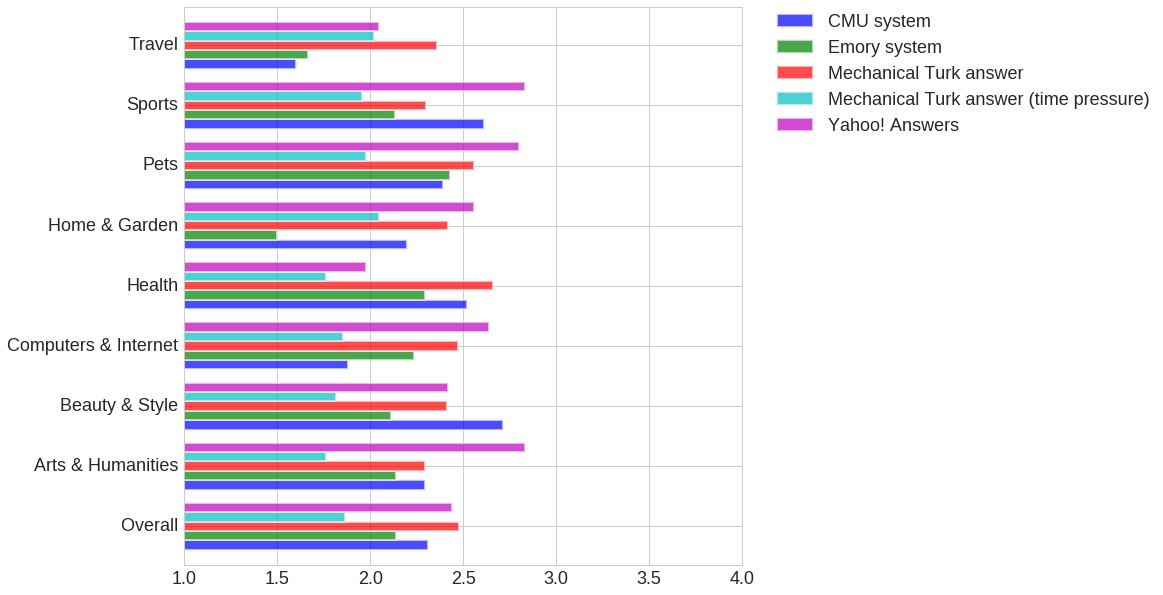 CMU system
Emory system
Mechanical Turk answer
Mechanical Turk answer (time pressure)
Yahoo! Answers
Travel
Sports
Pets
Home & Garden
Health
Computers & Internet
Beauty & Style
Arts & Humanities
Overall
1.0 1.5 2.0 2.5 3.0 3.5 4.0